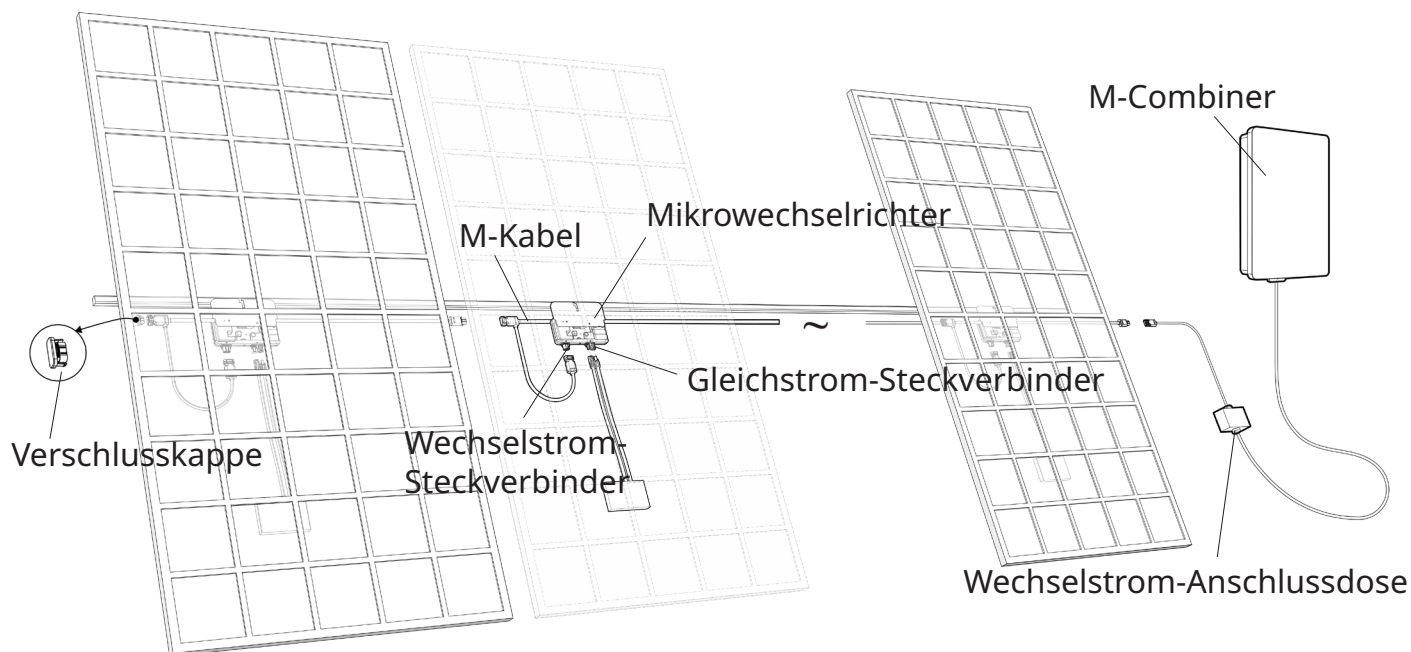 M-Combiner
Mikrowechselrichter
M-Kabel
~
Gleichstrom-Steckverbinder
Verschlusskappe
Wechselstrom-
Steckverbinder
Wechselstrom-Anschlussdose